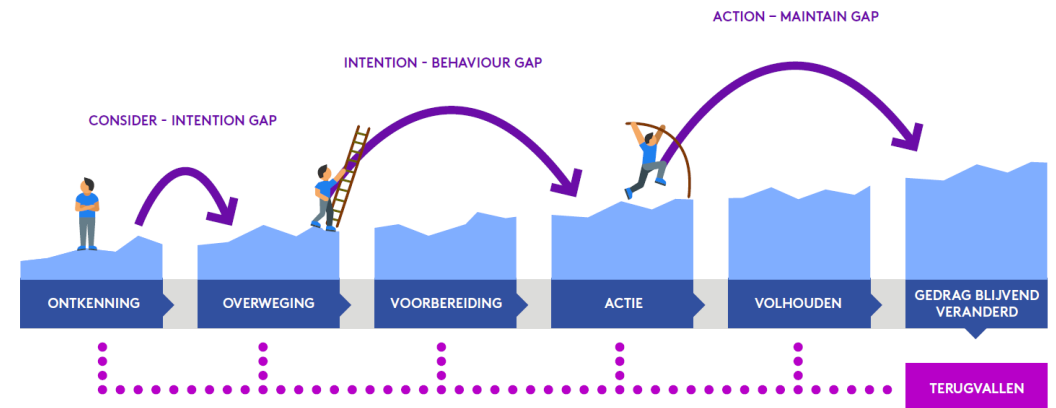 ACTION – MAINTAIN GAP
INTENTION - BEHAVIOUR GAP
CONSIDER - INTENTION GAP
ONTKENNING
OVERWEGING
VOORBEREIDING
ACTIE
VOLHOUDEN
GEDRAG BLIJVEND
VERANDERD
TERUGVALLEN